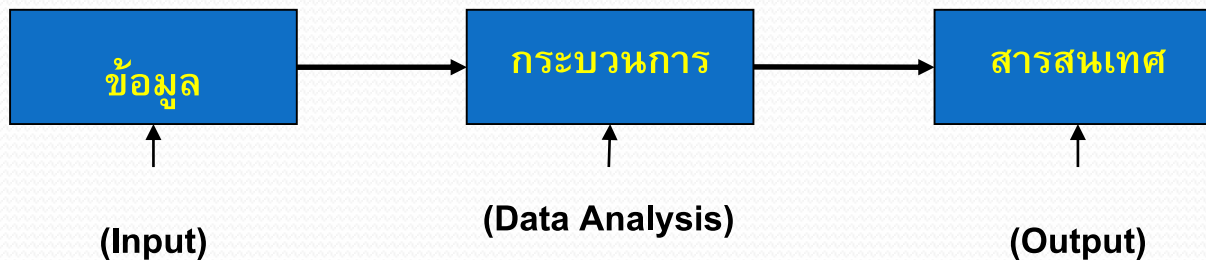 ข้อมูล
กระบวนการ
สารสนเทศ
(Input)
(Data Analysis)
(Output)